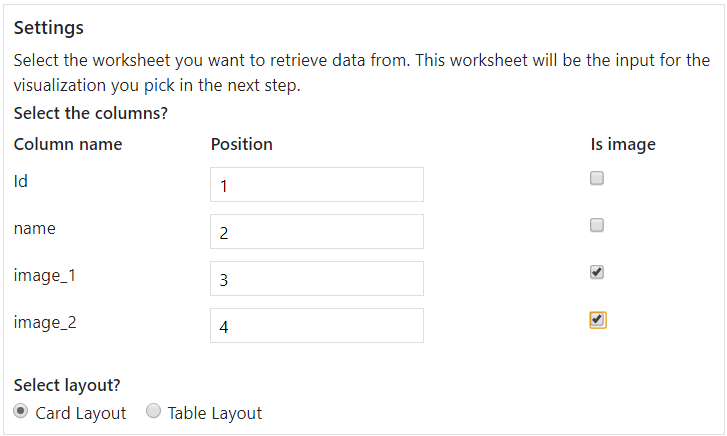 Settings
Select the worksheet you want to retrieve data from. This worksheet will be the input for the
visualization you pick in the next step.
Select the columns?
Column name Position Is image
Id 1
name 2
image_1 3
image_2 4
Select layout?
Card Layout Table Layout